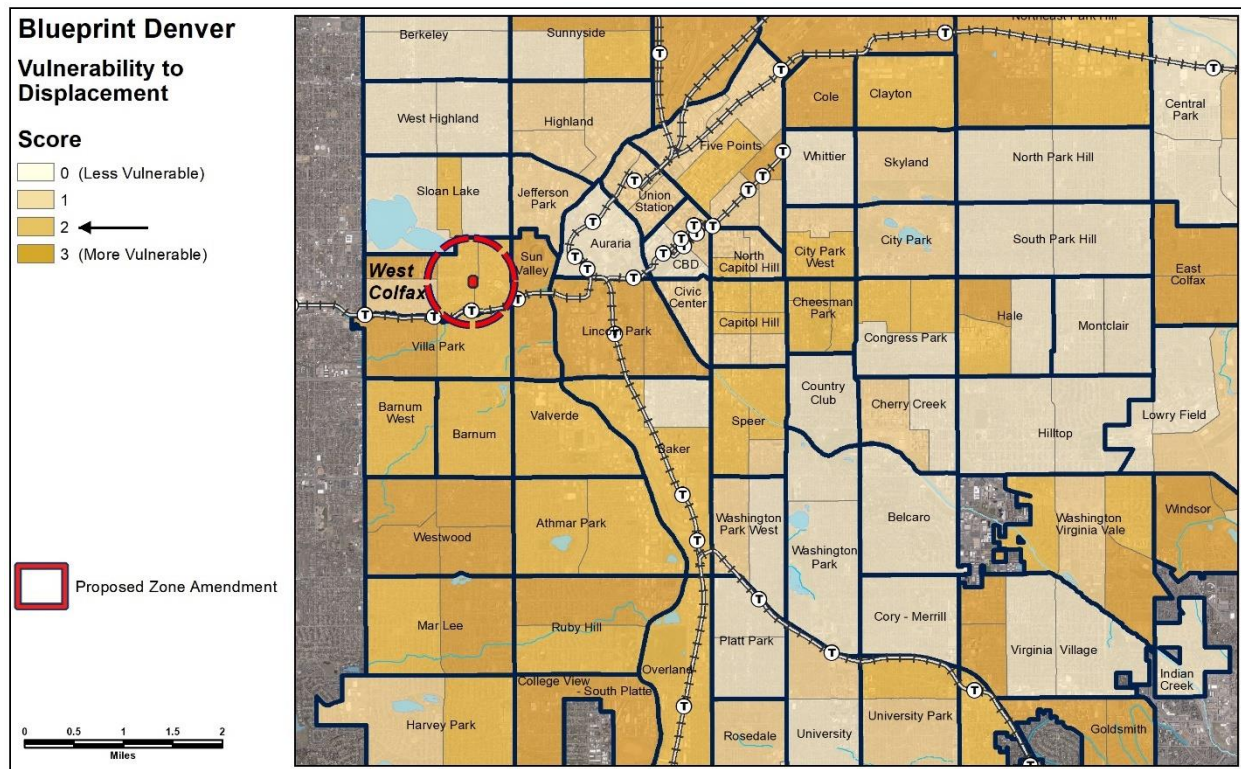 Blueprint Denver
Vulnerability to
Displacement
Score
0 (Less Vulnerable)
1
2
3 (More Vulnerable)
Proposed Zone Amendment
0 0.5 1 1.5 2
Miles
Berkeley
Sunnyside
Northeast Park Hill
T
T
T
T
Cole
Clayton
Central
Park
West Highland
Highland
Five Points
Whittier
T
Skyland
North Park Hill
Sloan Lake
Jefferson
Park
T
Union
Station
T
T
T
Auraria
T
CBD
T
T
T
T
T
North
Capitol Hill
City Park
West
City Park
South Park Hill
East
Colfax
West
Colfax
Sun
Valley
T
T
T
Civic
Center
Capitol Hill
Cheesman
Park
Hale
Montclair
T
T
T
T
Villa Park
Lincoln Park
T
Congress Park
Barnum
West
Barnum
Valverde
Baker
Speer
Country
Club
Cherry Creek
Hilltop
Lowry Field
T
Westwood
Athmar Park
T
Washington
Park West
Washington
Park
Belcaro
Washington
Virginia Vale
Windsor
T
Mar Lee
Ruby Hill
Platt Park
T
Cory - Merrill
Virginia Village
Indian
Creek
Overland
College View
- South Platte
T
Harvey Park
Rosedale
University
University Park
T
Goldsmith
T